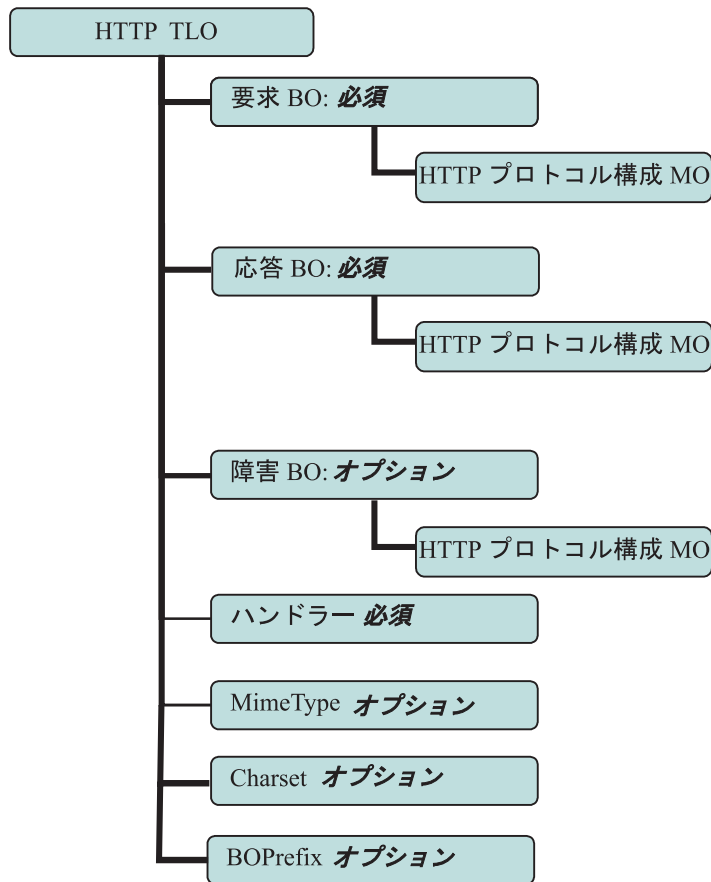 HTTP TLO
要求 BO: 必須
HTTP プロトコル構成 MO
応答 BO: 必須
HTTP プロトコル構成 MO
障害 BO: オプション
HTTP プロトコル構成 MO
ハンドラー 必須
MimeType オプション
Charset オプション
BOPrefix オプション